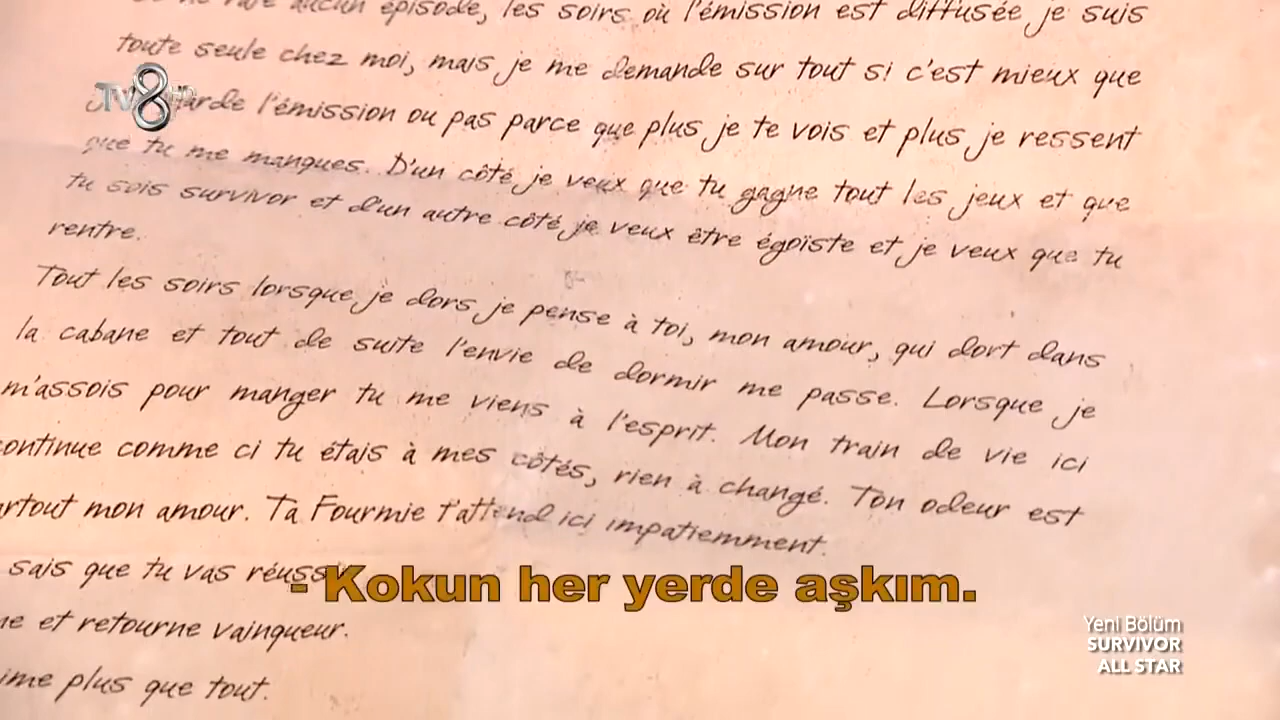 aucun épisode, les soirs où l'émission est diffusée je suis
toute seule chez moi, mais je me demande sur tout si c'est mieux que
TV8 HD
l'émission ou pas parce que plus je te vois et plus je ressent
que tu me manques. D'un côté je veux que tu gagne tout les jeux et que
tu sois survivor et d'un autre côté je veux être égoïste et je veux que tu
rentre.
Tout les soirs lorsque je dors je pense à toi, mon amour, qui dort dans
la cabane et tout de suite l'envie de dormir me passe. Lorsque je
m'assois pour manger tu me viens à l'esprit. Mon train de vie ici
continue comme ci tu étais à mes côtés, rien à changé. Ton odeur est
artout mon amour. Ta Fourmie t'attend ici impatiemment.
sais que tu vas réuss
- Kokun her yerde aşkım.
et retourne vainqueur.
ime plus que tout.
Yeni Bölüm
SURVIVOR
ALL STAR